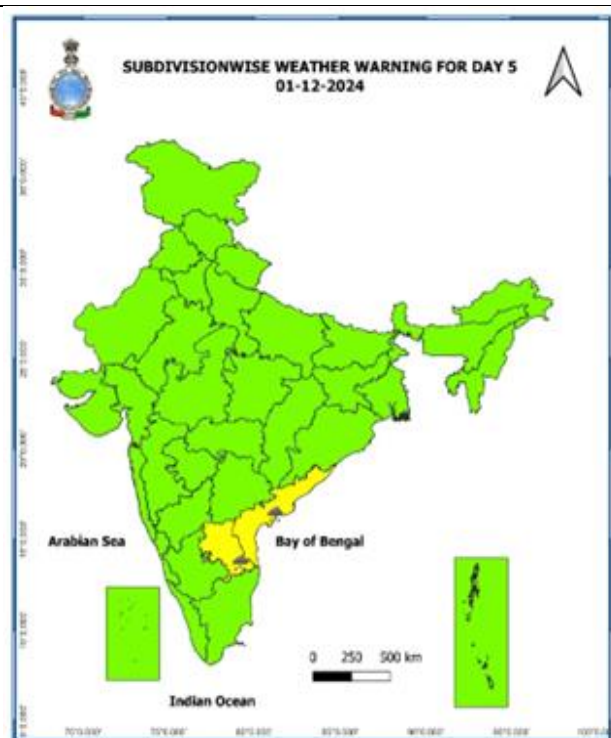 SUBDIVISIONWISE WEATHER WARNING FOR DAY 5
01-12-2024
Arabian Sea
Bay of Bengal
0 250 500 km
Indian Ocean